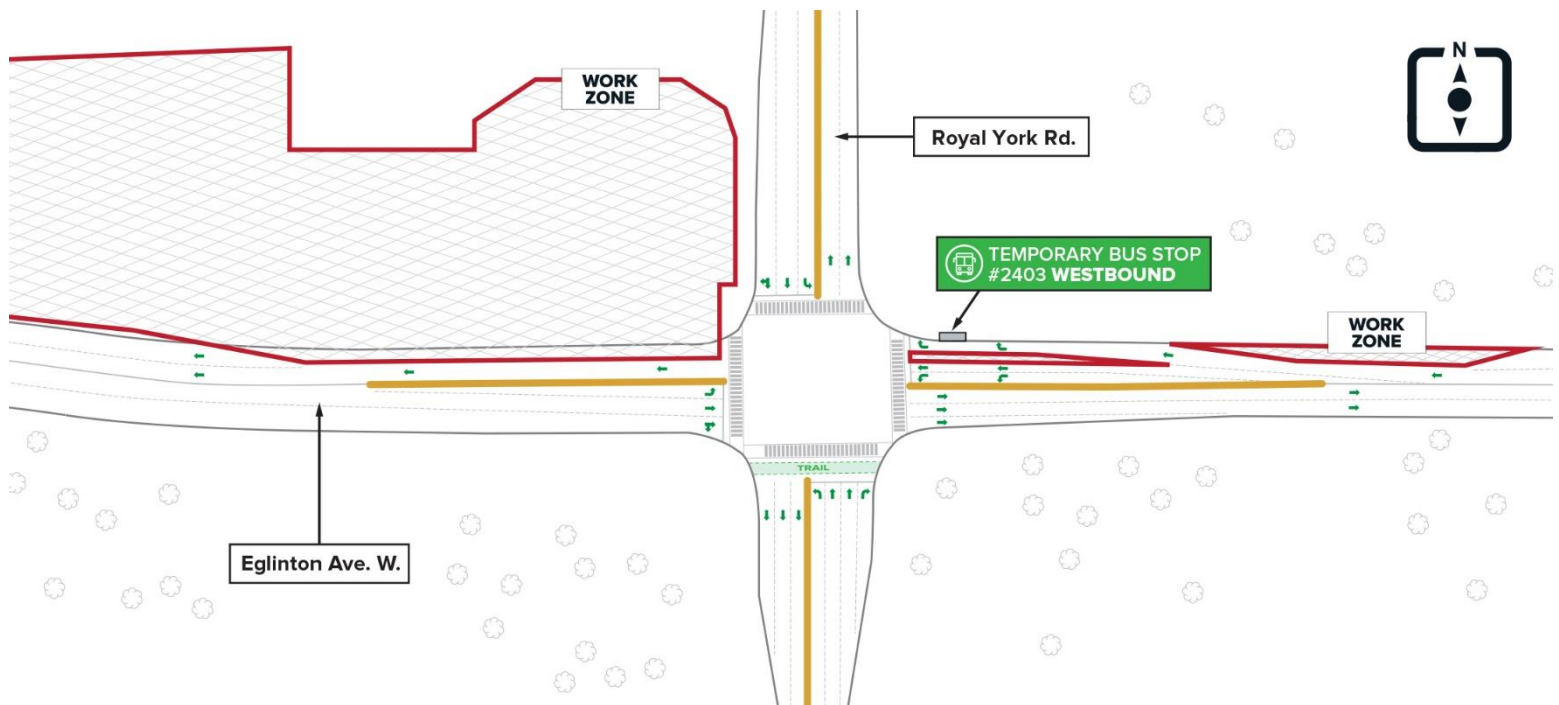 N
WORK
ZONE
Royal York Rd.
TEMPORARY BUS STOP
#2403 WESTBOUND
WORK
ZONE
TRAIL
Eglinton Ave. W.